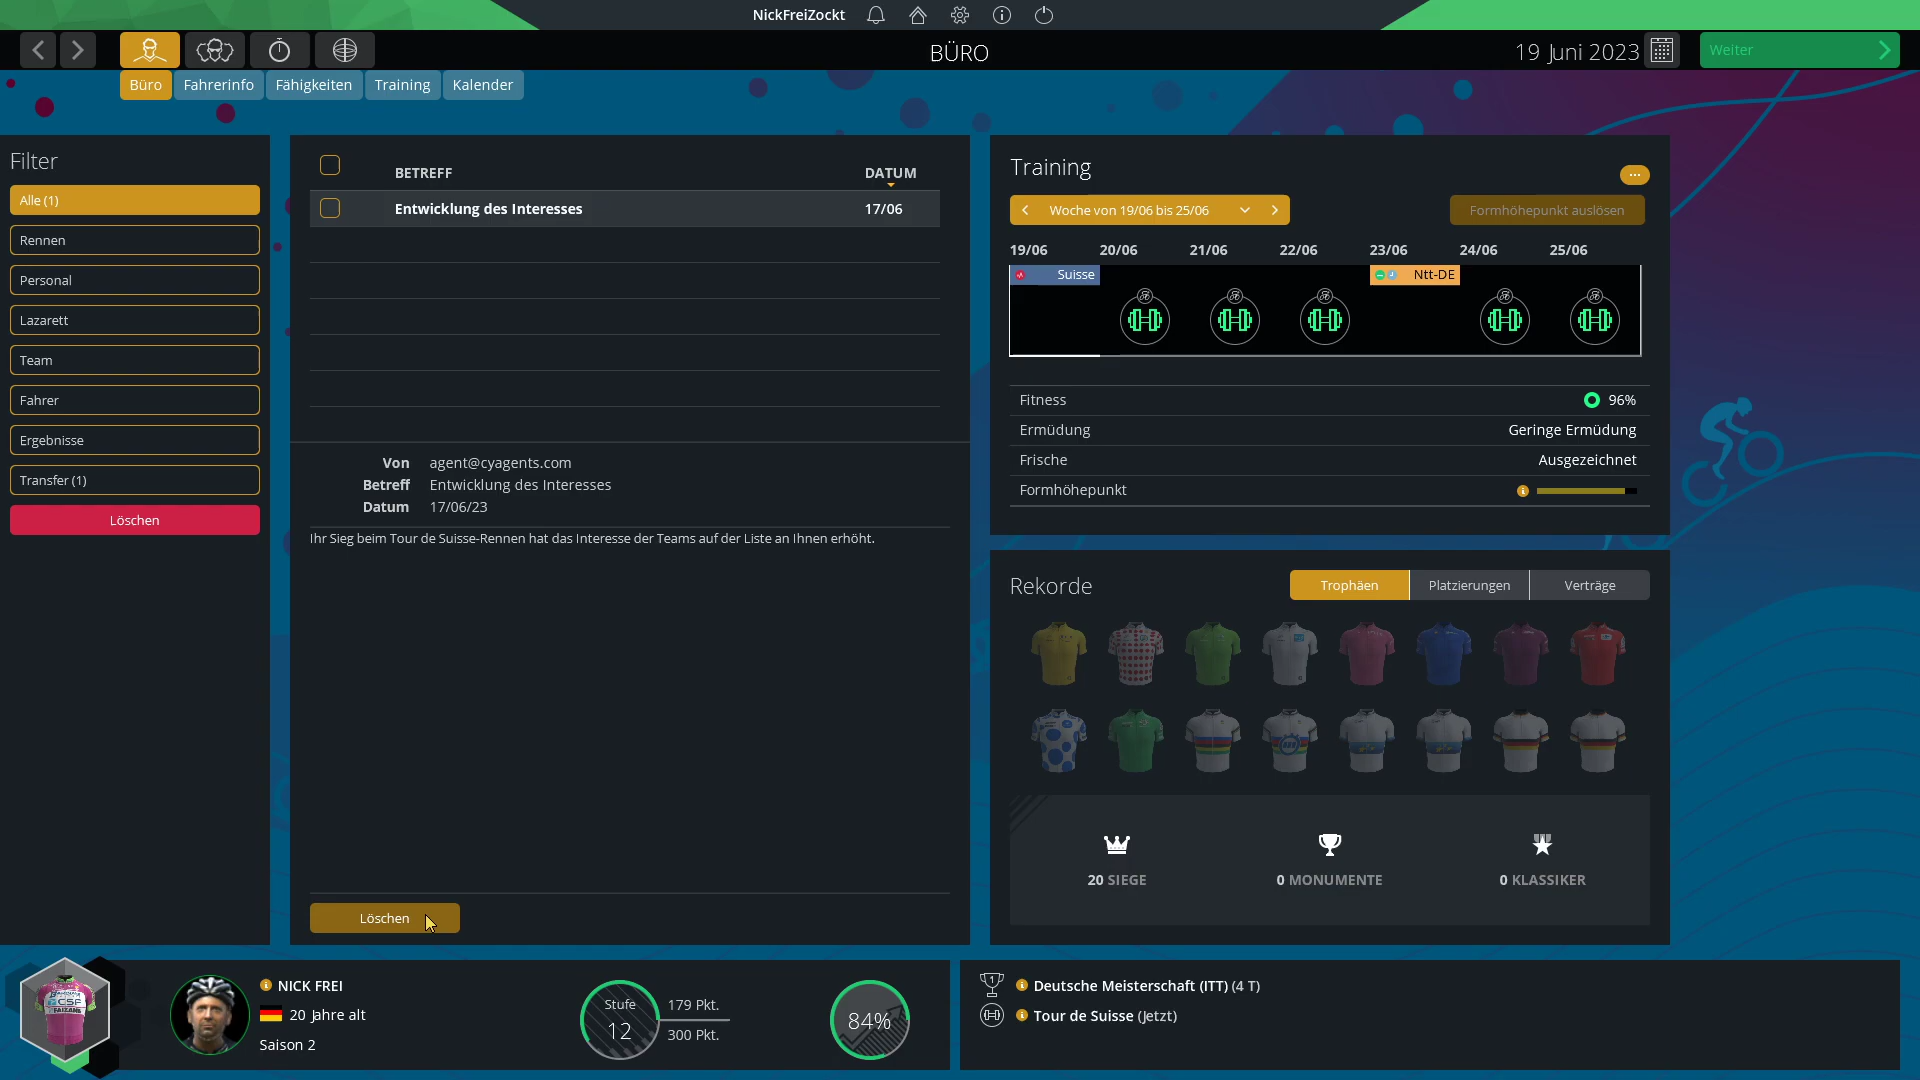 NickFreiZockt
BÜRO
19 Juni 2023
Weiter
Büro
Fahrerinfo
Fähigkeiten
Training
Kalender
Filter
Alle (1)
Rennen
Personal
Lazarett
Team
Fahrer
Ergebnisse
Transfer (1)
Löschen
BETREFF DATUM
Entwicklung des Interesses 17/06
Von agent@cyagents.com
Betreff Entwicklung des Interesses
Datum 17/06/23
Ihr Sieg beim Tour de Suisse-Rennen hat das Interesse der Teams auf der Liste an Ihnen erhöht.
Löschen
Training
...
Woche von 19/06 bis 25/06
Formhöhepunkt auslösen
19/06 20/06 21/06 22/06 23/06 24/06 25/06
Suisse Ntt-DE
Fitness 96%
Ermüdung Geringe Ermüdung
Frische Ausgezeichnet
Formhöhepunkt
Rekorde
Trophäen Platzierungen Verträge
20 SIEGE 0 MONUMENTE 0 KLASSIKER
CSF
FAIZANE
NICK FREI
20 Jahre alt
Saison 2
Stufe
12
179 Pkt.
300 Pkt.
84%
1
Deutsche Meisterschaft (ITT) (4 T)
Tour de Suisse (Jetzt)